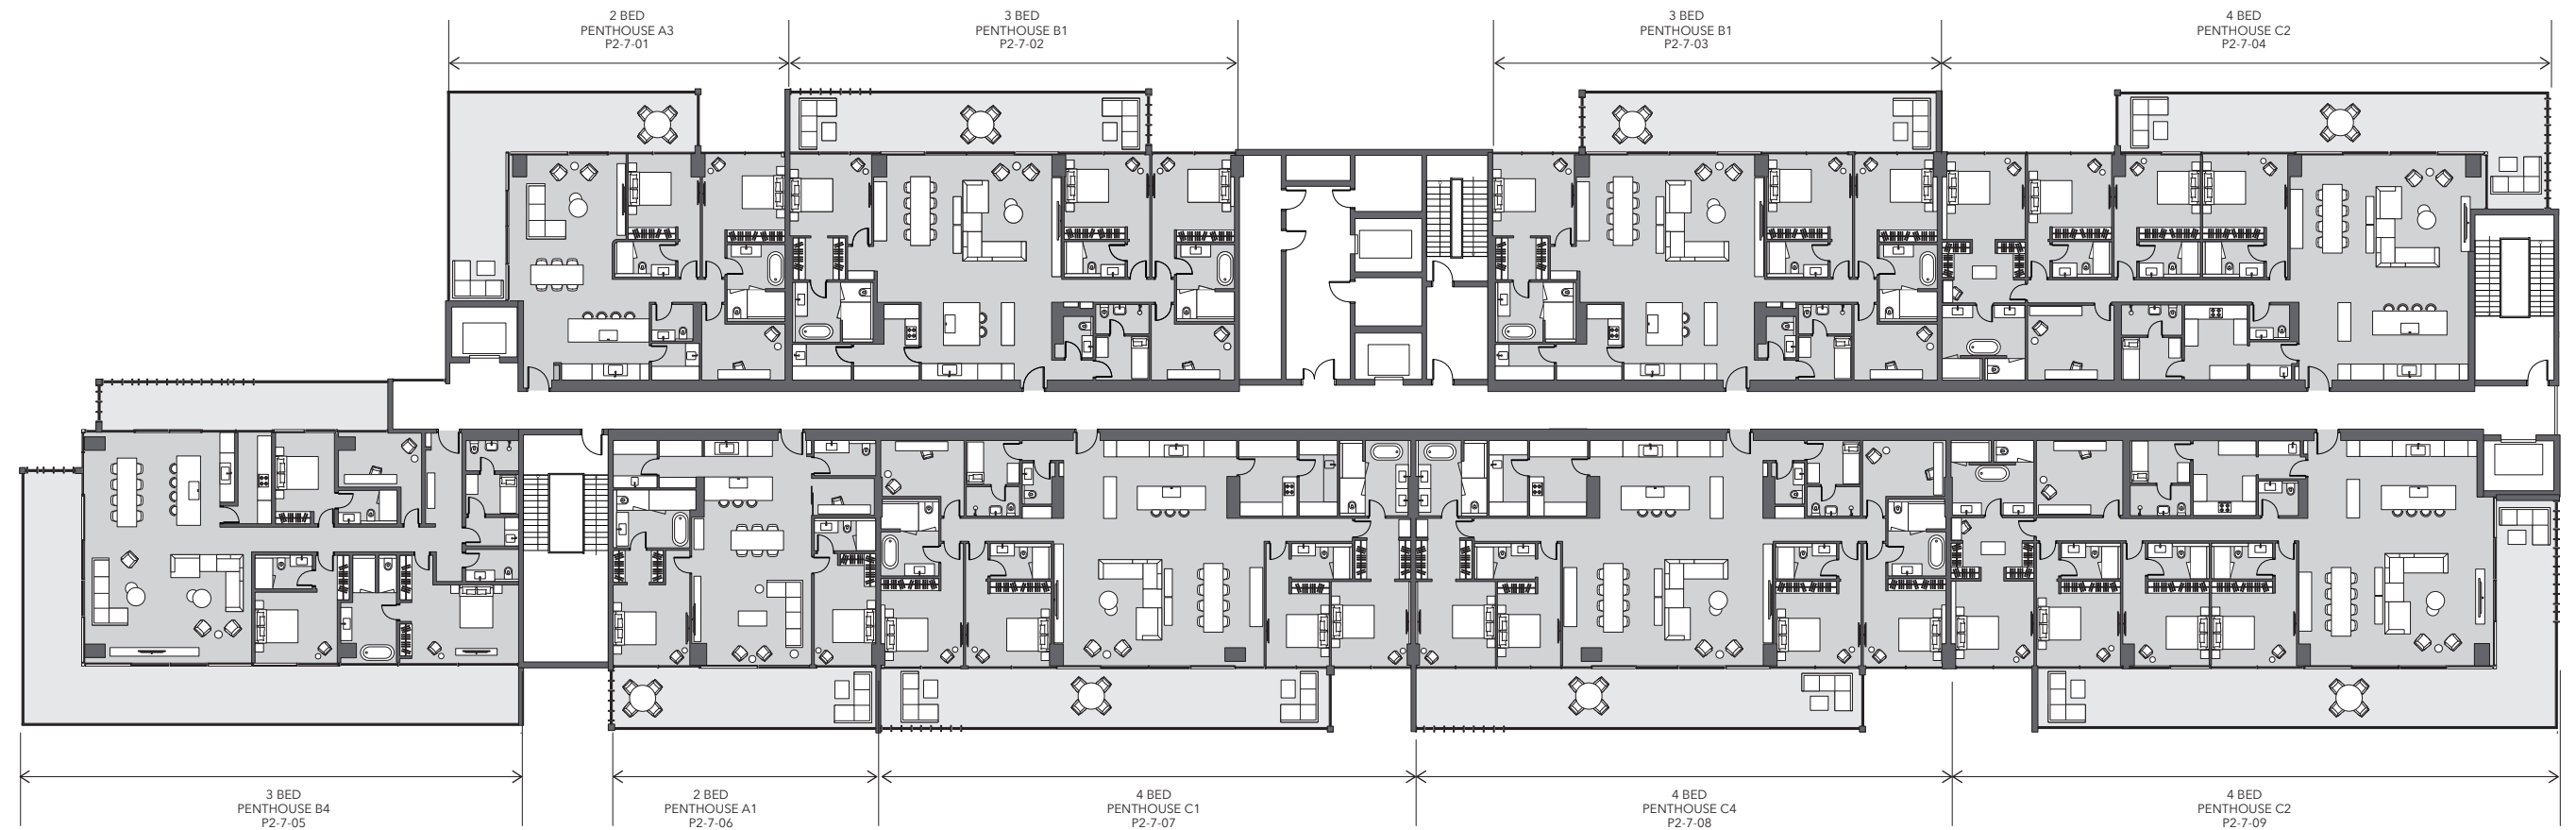 2 BED
PENTHOUSE A3
P2-7-01
3 BED
PENTHOUSE B1
P2-7-02
3 BED
PENTHOUSE B1
P2-7-03
4 BED
PENTHOUSE C2
P2-7-04
3 BED
PENTHOUSE B4
P2-7-05
2 BED
PENTHOUSE A1
P2-7-06
4 BED
PENTHOUSE C1
P2-7-07
4 BED
PENTHOUSE C4
P2-7-08
4 BED
PENTHOUSE C2
P2-7-09